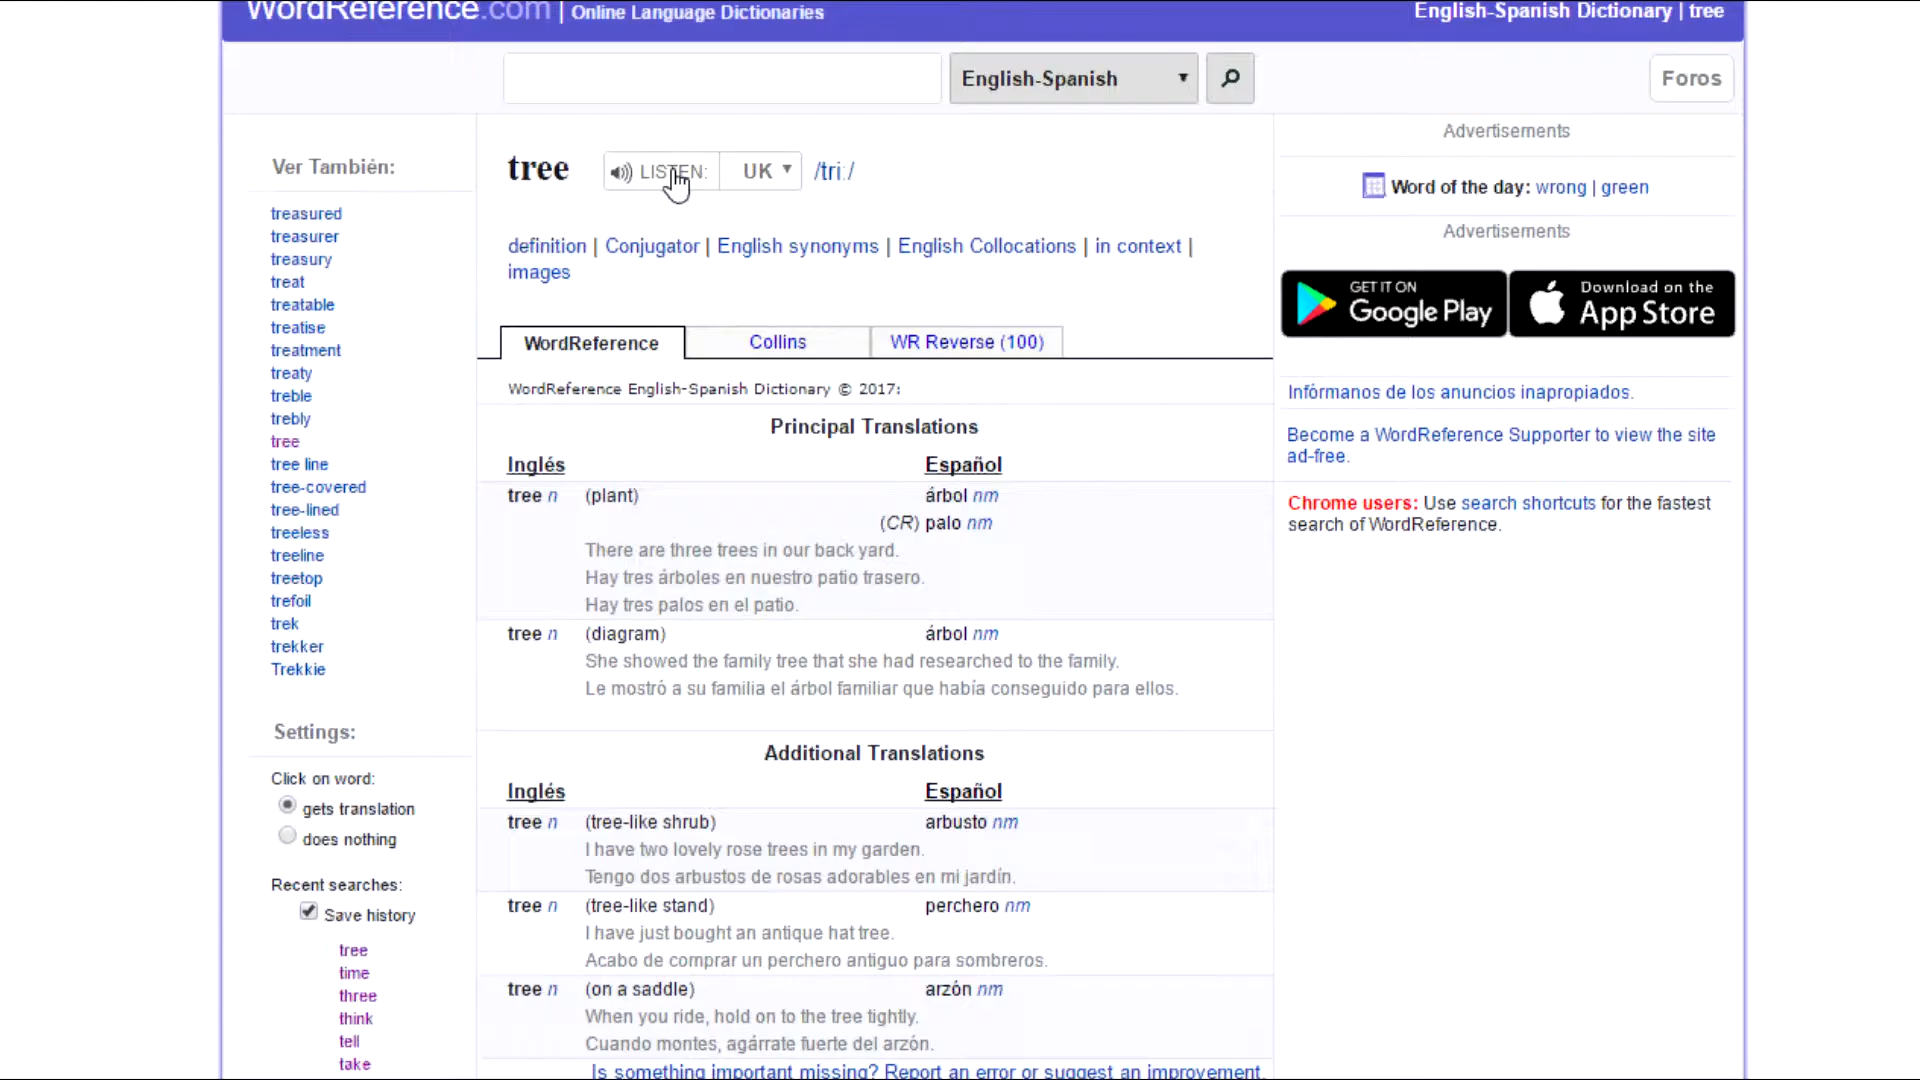 WordReference.com | Online Language Dictionaries
English-Spanish Dictionary | tree
English-Spanish
Foros
Ver También:
treasured
treasurer
treasury
treat
treatable
treatise
treatment
treaty
treble
trebly
tree
tree line
tree-covered
tree-lined
treeless
treeline
treetop
trefoil
trek
trekker
Trekkie
Settings:
Click on word:
gets translation
does nothing
Recent searches:
Save history
tree
time
three
think
tell
take
tree LISTEN: UK /triː/
definition | Conjugator | English synonyms | English Collocations | in context |
images
WordReference Collins WR Reverse (100)
WordReference English-Spanish Dictionary © 2017:
Principal Translations
Inglés Español
tree n (plant) árbol nm
(CR) palo nm
There are three trees in our back yard.
Hay tres árboles en nuestro patio trasero.
Hay tres palos en el patio.
tree n (diagram) árbol nm
She showed the family tree that she had researched to the family.
Le mostró a su familia el árbol familiar que había conseguido para ellos.
Additional Translations
Inglés Español
tree n (tree-like shrub) arbusto nm
I have two lovely rose trees in my garden.
Tengo dos arbustos de rosas adorables en mi jardín.
tree n (tree-like stand) perchero nm
I have just bought an antique hat tree.
Acabo de comprar un perchero antiguo para sombreros.
tree n (on a saddle) arzón nm
When you ride, hold on to the tree tightly.
Cuando montes, agárrate fuerte del arzón.
Is something important missing? Report an error or suggest an improvement.
Advertisements
Word of the day: wrong | green
Advertisements
GET IT ON
Google Play
Download on the
App Store
Infórmanos de los anuncios inapropiados.
Become a WordReference Supporter to view the site
ad-free.
Chrome users: Use search shortcuts for the fastest
search of WordReference.